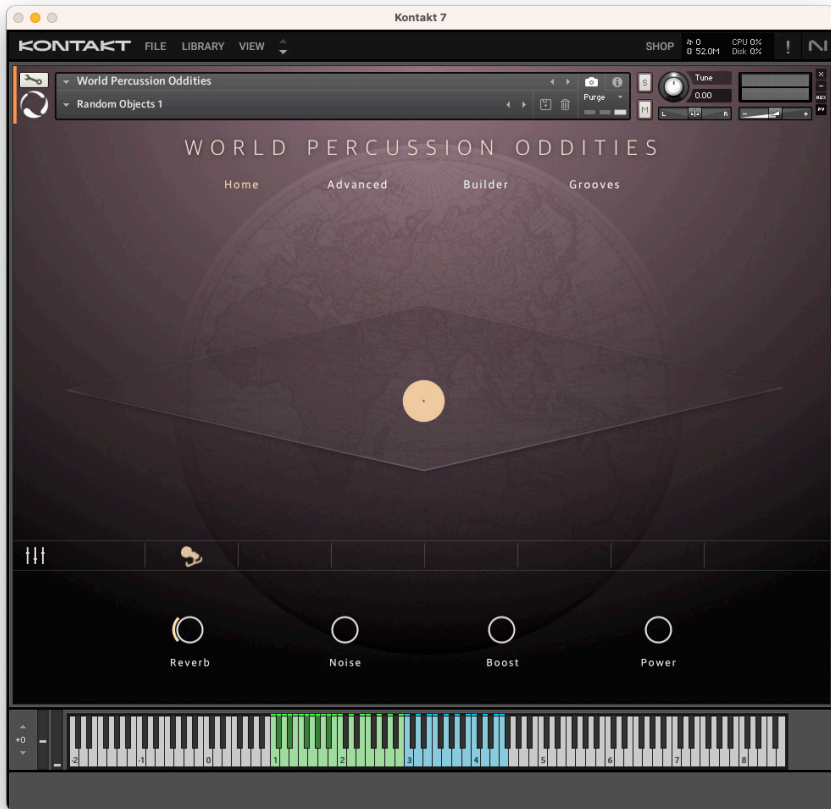 Kontakt 7
KONTAKT FILE LIBRARY VIEW SHOP 0 52.0M CPU 0% Disk 0% !
World Percussion Oddities
Random Objects 1
Purge
S
M
Tune
0.00
L R
- +
AUX
PV
WORLD PERCUSSION ODDITIES
Home Advanced Builder Grooves
Reverb Noise Boost Power
+0
-2 -1 0 1 2 3 4 5 6 7 8